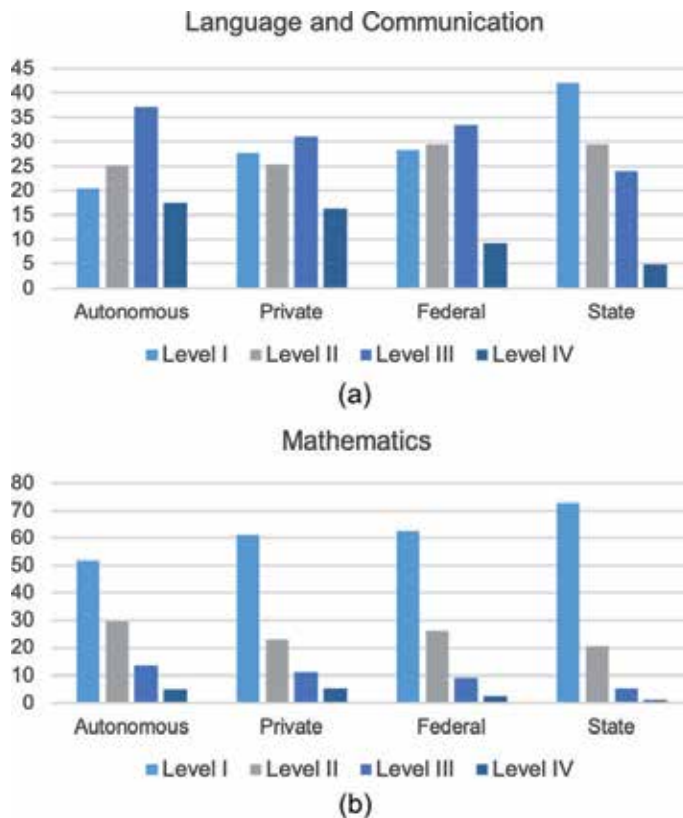 Language and Communication
45
40
35
30
25
20
15
10
5
0
Autonomous Private Federal State
Level I Level II Level III Level IV
(a)
Mathematics
80
70
60
50
40
30
20
10
0
Autonomous Private Federal State
Level I Level II Level III Level IV
(b)